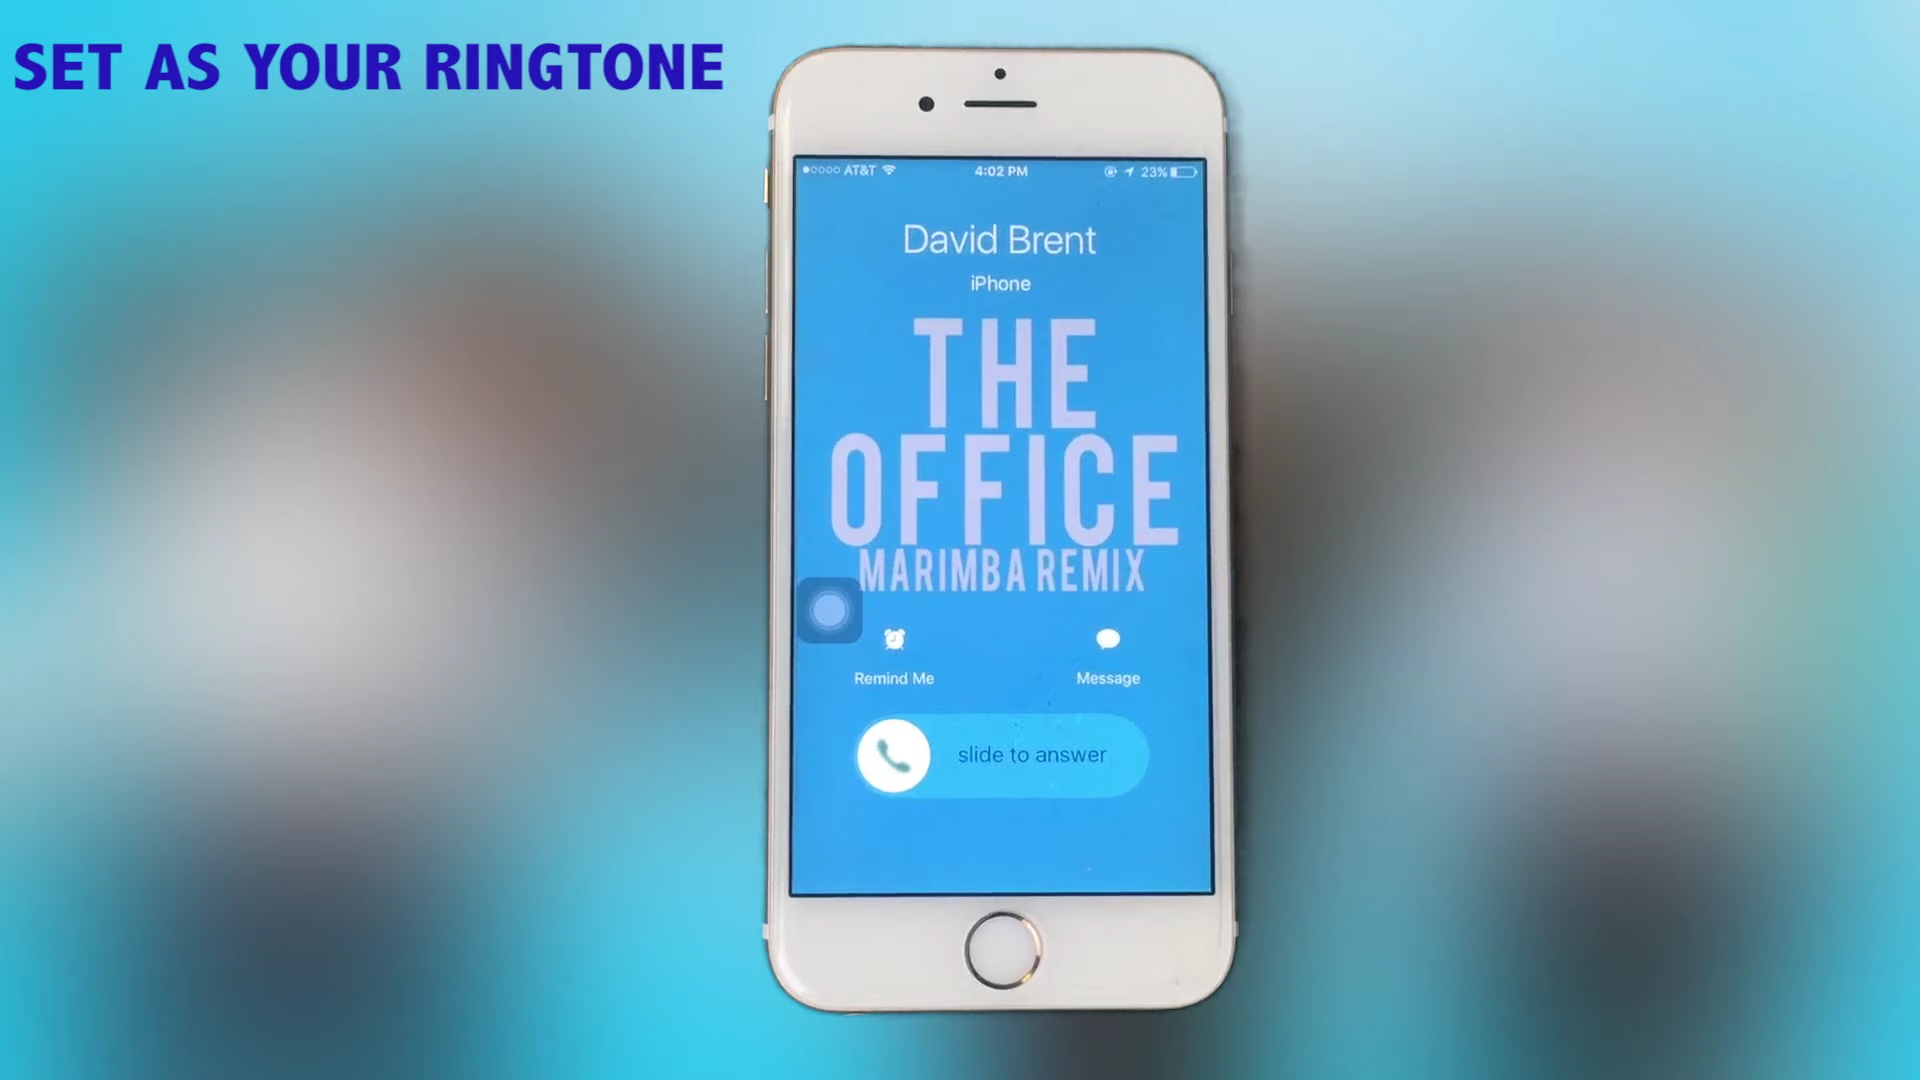 SET AS YOUR RINGTONE
AT&T 4:02 PM 23%
David Brent
iPhone
THE
OFFICE
MARIMBA REMIX
Remind Me Message
slide to answer